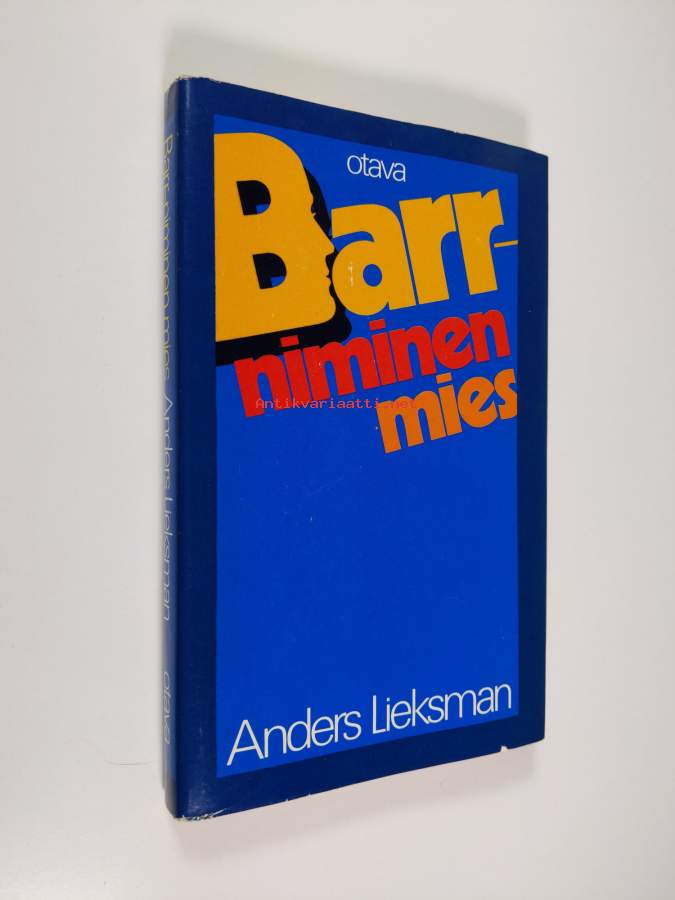 otava
Barr-
niminen
mies
Antikvariaatti.net
Anders Lieksman
Barr-niminen mies Anders Lieksman otava